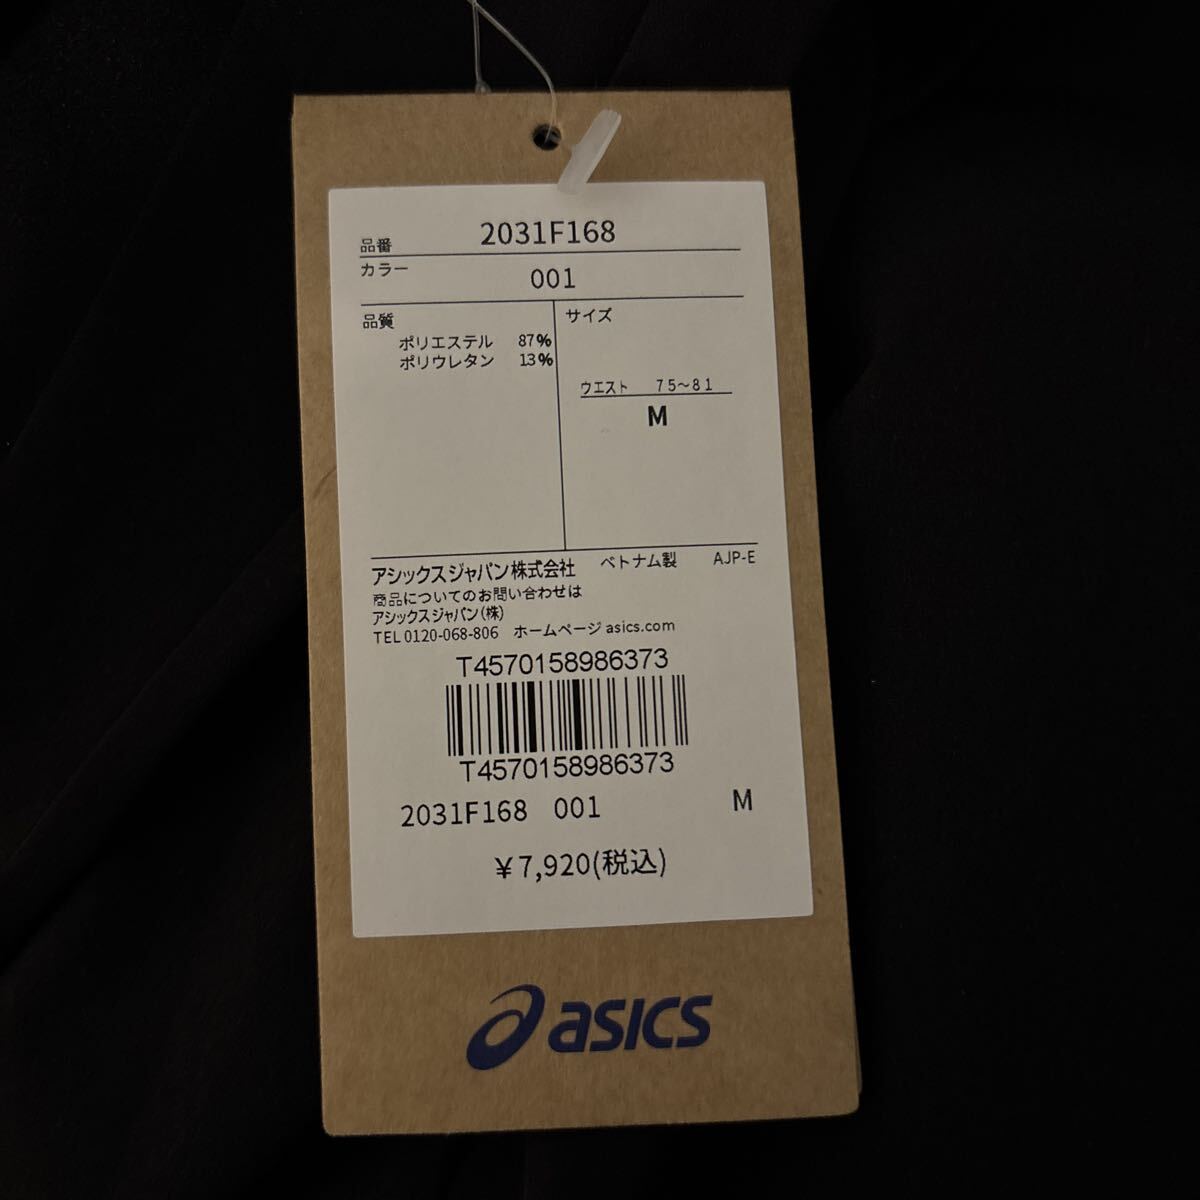 品番 2031F168
カラー 001
品質
ポリエステル 87%
ポリウレタン 13%
サイズ
ウエスト 75～81
M
アシックスジャパン株式会社 ベトナム製 AJP-E
商品についてのお問い合わせは
アシックスジャパン(株)
TEL 0120-068-806 ホームページ asics.com
T4570158986373
T4570158986373
2031F168 001 M
￥7,920(税込)
asics